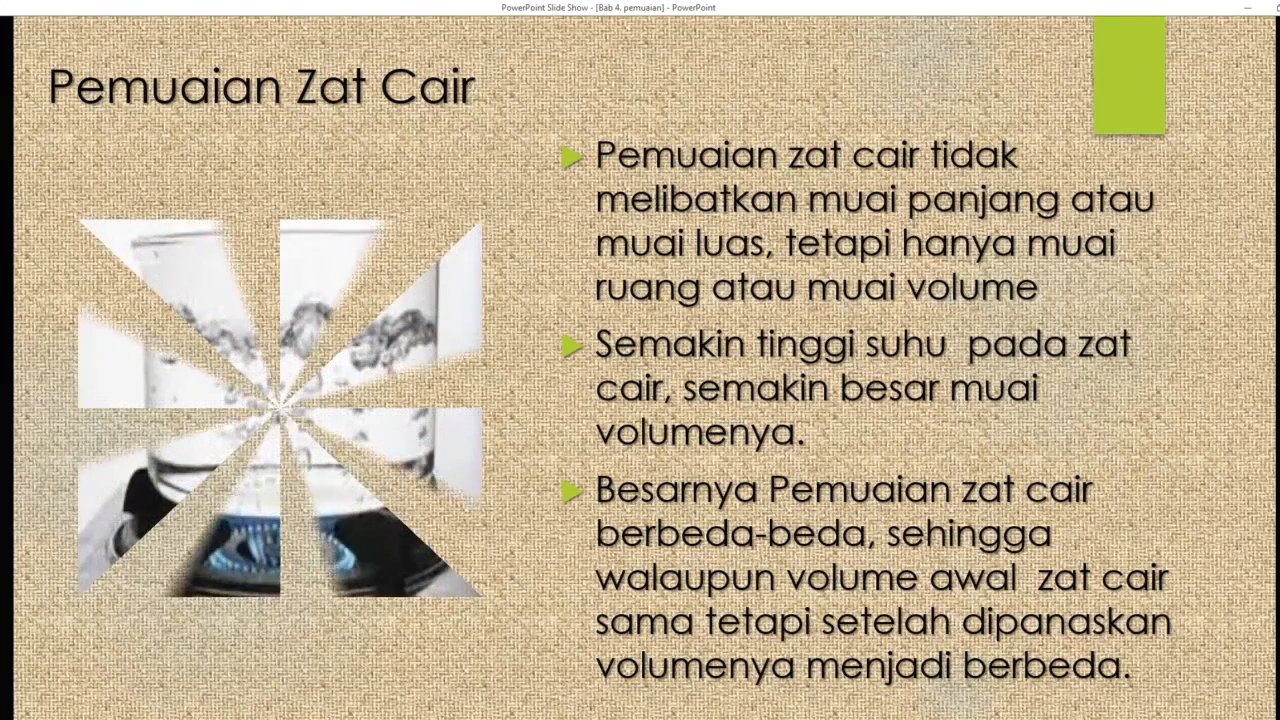 PowerPoint Slide Show - [Bab 4. pemuaian] - PowerPoint
Pemuaian Zat Cair
Pemuaian zat cair tidak
melibatkan muai panjang atau
muai luas, tetapi hanya muai
ruang atau muai volume
Semakin tinggi suhu pada zat
cair, semakin besar muai
volumenya.
Besarnya Pemuaian zat cair
berbeda-beda, sehingga
walaupun volume awal zat cair
sama tetapi setelah dipanaskan
volumenya menjadi berbeda.